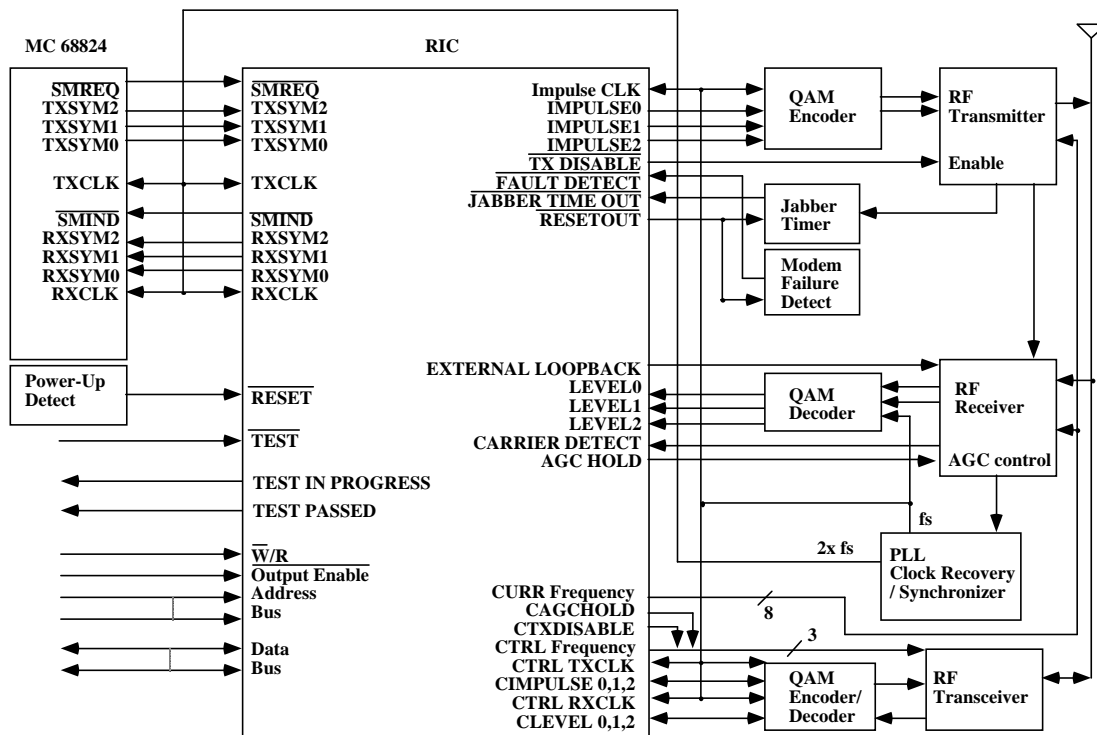 MC 68824
RIC
SMREQ
TXSYM2
TXSYM1
TXSYM0
TXCLK
SMIND
RXSYM2
RXSYM1
RXSYM0
RXCLK
Power-Up
Detect
SMREQ
TXSYM2
TXSYM1
TXSYM0
TXCLK
SMIND
RXSYM2
RXSYM1
RXSYM0
RXCLK
RESET
TEST
TEST IN PROGRESS
TEST PASSED
W/R
Output Enable
Address
Bus
Data
Bus
Impulse CLK
IMPULSE0
IMPULSE1
IMPULSE2
TX DISABLE
FAULT DETECT
JABBER TIME OUT
RESETOUT
EXTERNAL LOOPBACK
LEVEL0
LEVEL1
LEVEL2
CARRIER DETECT
AGC HOLD
CURR Frequency
CAGCHOLD
CTXDISABLE
CTRL Frequency
CTRL TXCLK
CIMPULSE 0,1,2
CTRL RXCLK
CLEVEL 0,1,2
QAM
Encoder
RF
Transmitter
Enable
Jabber
Timer
Modem
Failure
Detect
QAM
Decoder
RF
Receiver
AGC control
fs
2x fs
PLL
Clock Recovery
/ Synchronizer
8
3
QAM
Encoder/
Decoder
RF
Transceiver